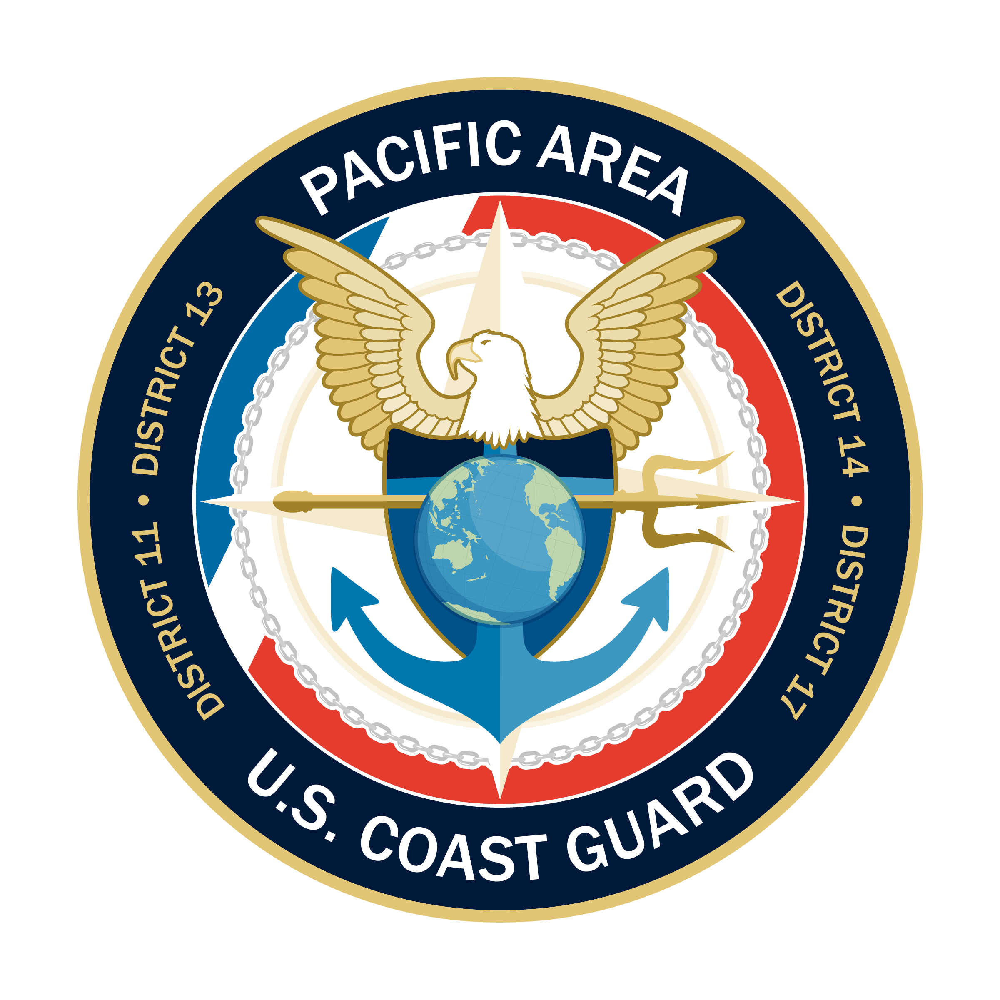 PACIFIC AREA
DISTRICT 11 • DISTRICT 13
DISTRICT 14 • DISTRICT 17
U.S. COAST GUARD